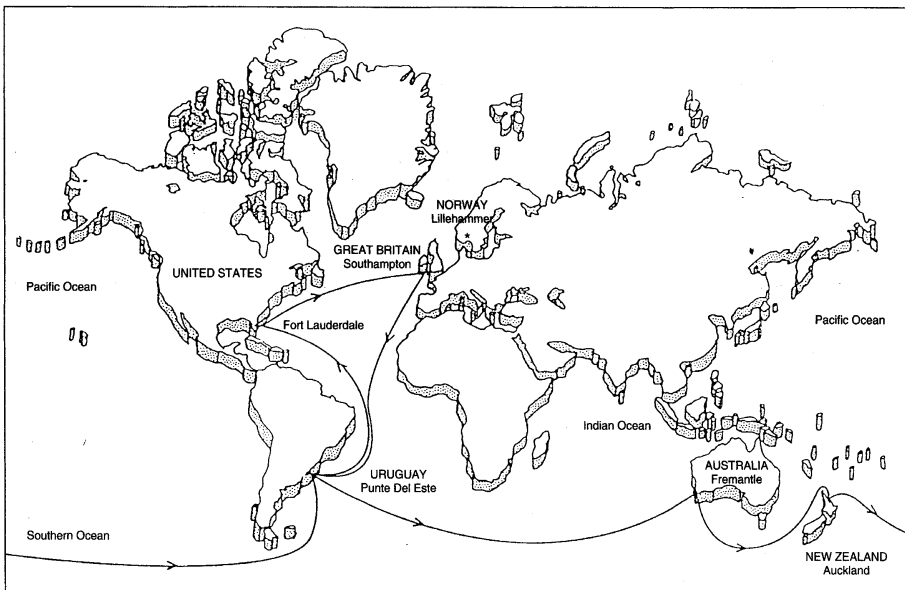 NORWAY
Lillehammer
GREAT BRITAIN
Southampton
UNITED STATES
Pacific Ocean
Fort Lauderdale
Pacific Ocean
Indian Ocean
AUSTRALIA
Fremantle
URUGUAY
Punte Del Este
Southern Ocean
NEW ZEALAND
Auckland